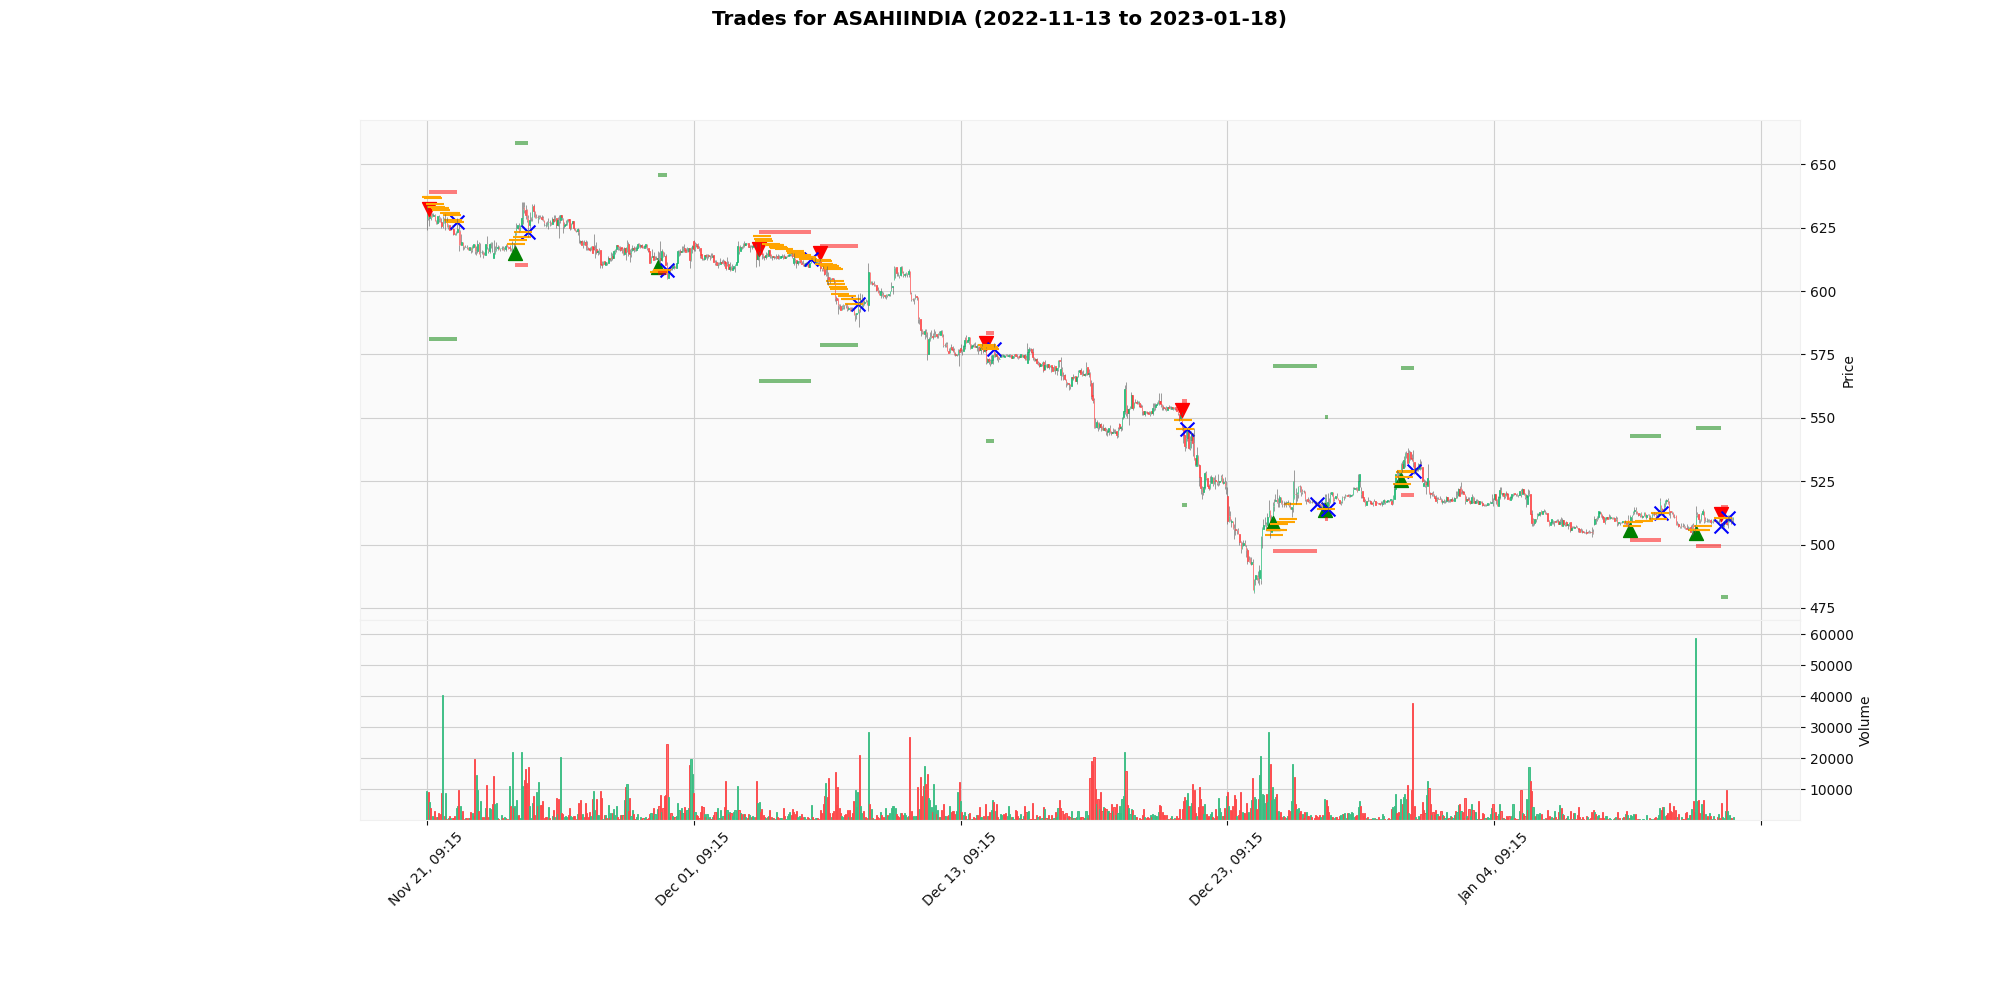 Trades for ASAHIINDIA (2022-11-13 to 2023-01-18)
650
625
600
575
550
525
500
475
Price
60000
50000
40000
30000
20000
10000
Volume
Nov 21, 09:15
Dec 01, 09:15
Dec 13, 09:15
Dec 23, 09:15
Jan 04, 09:15